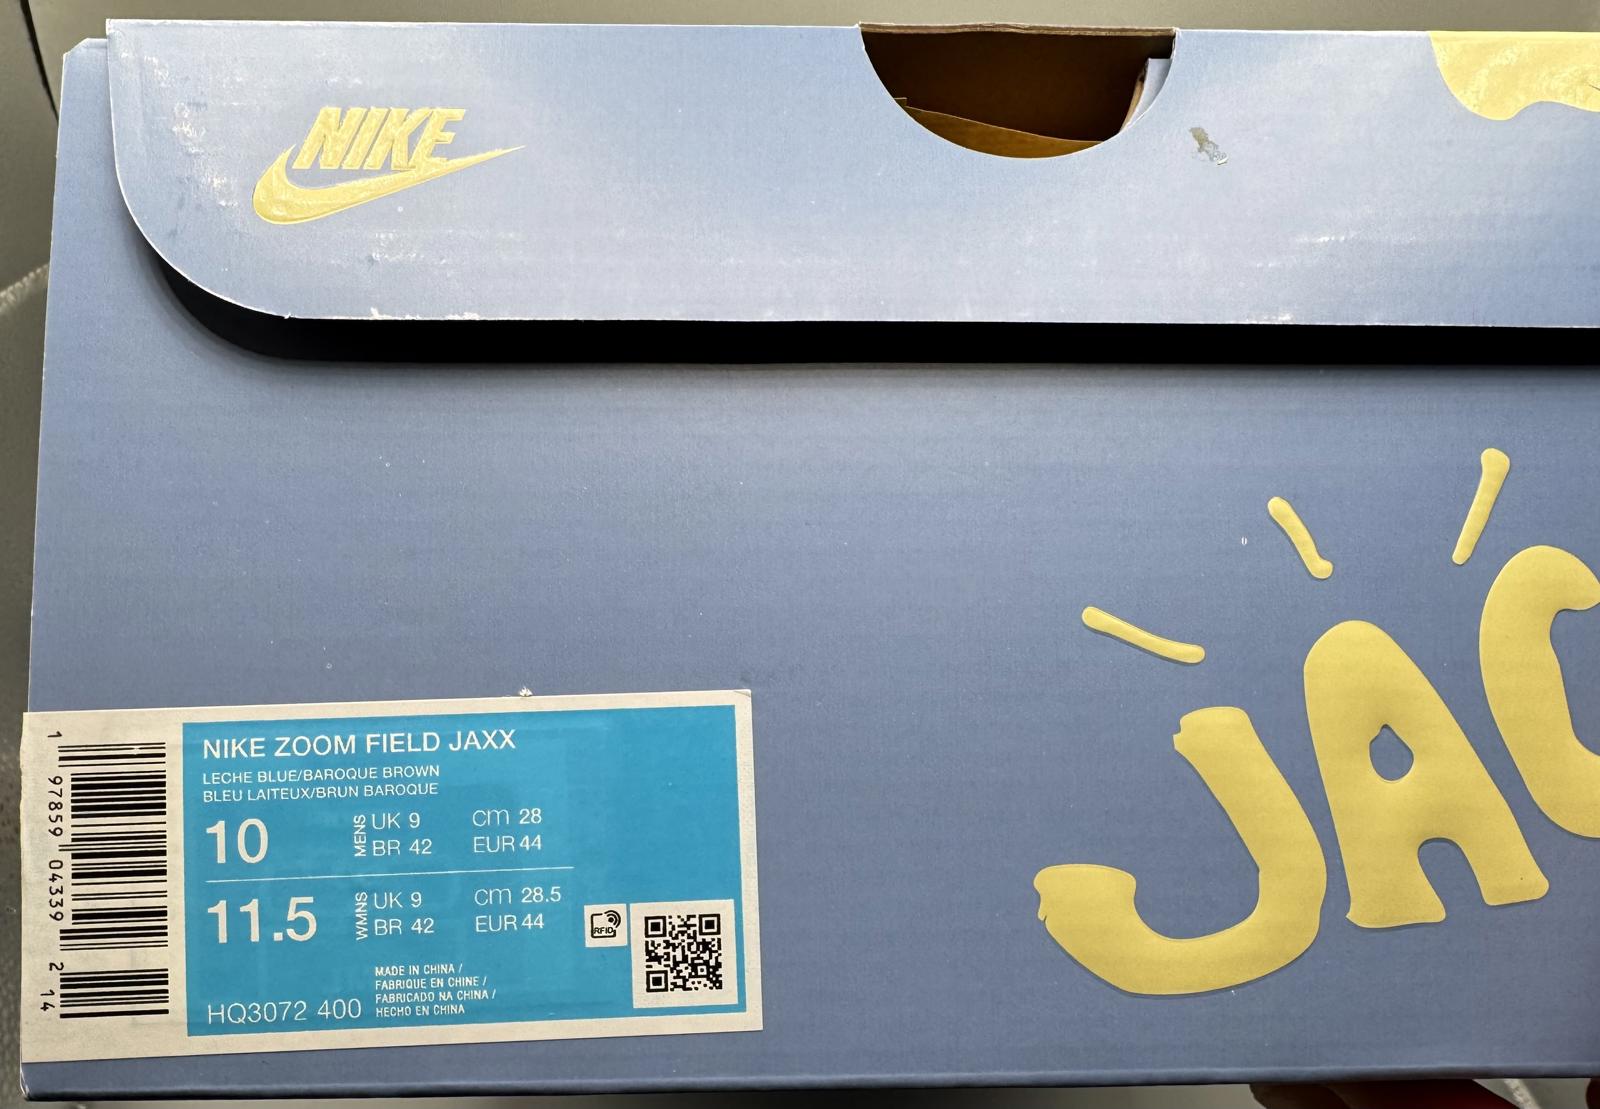 NIKE
JAC
NIKE ZOOM FIELD JAXX
LECHE BLUE/BAROQUE BROWN
BLEU LAITEUX/BRUN BAROQUE
10 MENS UK 9 cm 28
BR 42 EUR 44
11.5 WMNS UK 9 cm 28.5
BR 42 EUR 44
RFID
MADE IN CHINA /
FABRIQUE EN CHINE /
FABRICADO NA CHINA /
HECHO EN CHINA
HQ3072 400
1 97859 04339 2 14